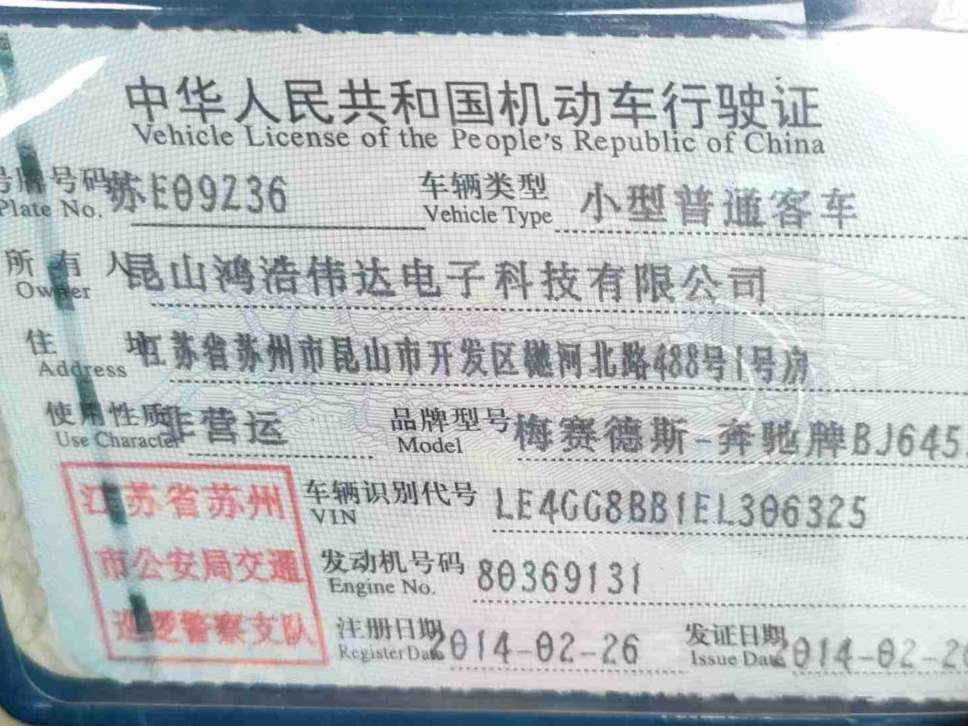 中华人民共和国机动车行驶证
Vehicle License of the People's Republic of China
号牌号码 苏E09Z36 车辆类型 小型普通客车
Plate No. Vehicle Type
所有人 昆山鸿浩伟达电子科技有限公司
Owner
住 地 江苏省苏州市昆山市开发区樾河北路488号1号房
Address
使用性质 非营运 品牌型号 梅赛德斯-奔驰牌BJ645
Use Character Model
江苏省苏州 车辆识别代号 LE4GG8BB1EL306325
VIN
市公安局交通 发动机号码 80369131
Engine No.
巡逻警察支队 注册日期 2014-02-26 发证日期 2014-02-26
Register Date Issue Date